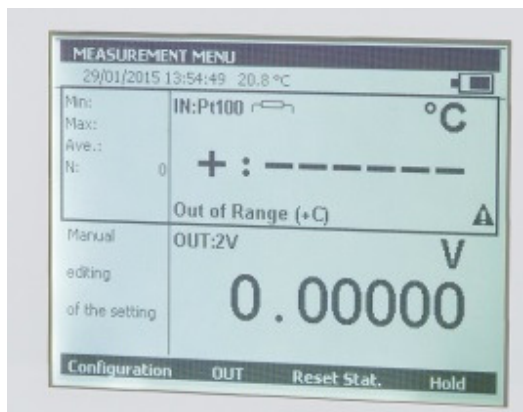 MEASUREMENT MENU
29/01/2015 13:54:49 20.8 °C
Min:
Max:
Ave.:
N: 0
IN:Pt100 °C
+ : - - - - - -
Out of Range (+C)
Manual
editing
of the setting
OUT:2V V
0.00000
Configuration OUT Reset Stat. Hold